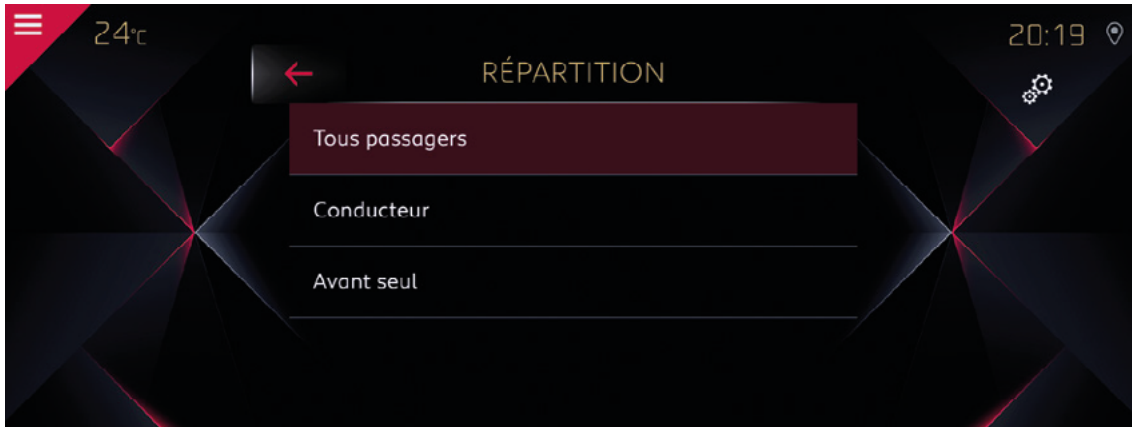 24°C
20:19
RÉPARTITION
Tous passagers
Conducteur
Avant seul